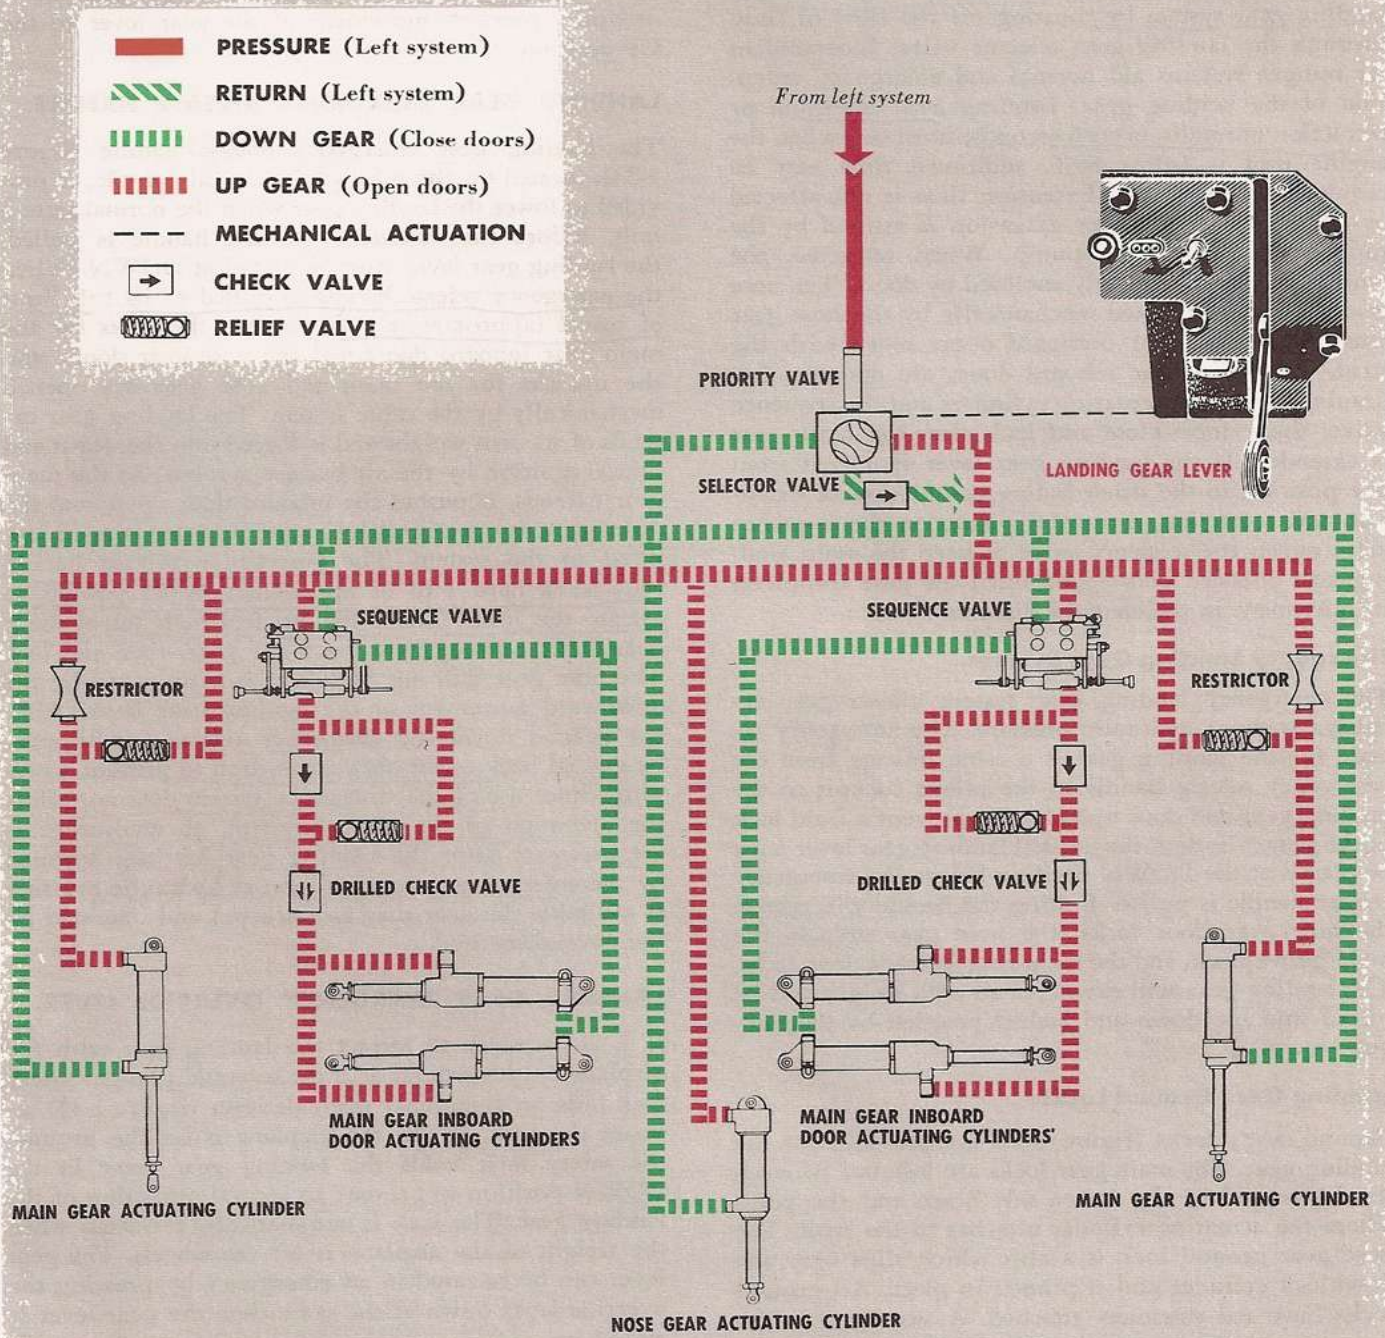 PRESSURE (Left system)
RETURN (Left system)
DOWN GEAR (Close doors)
UP GEAR (Open doors)
MECHANICAL ACTUATION
CHECK VALVE
RELIEF VALVE
From left system
PRIORITY VALVE
LANDING GEAR LEVER
SELECTOR VALVE
SEQUENCE VALVE
SEQUENCE VALVE
RESTRICTOR
RESTRICTOR
DRILLED CHECK VALVE
DRILLED CHECK VALVE
MAIN GEAR INBOARD
DOOR ACTUATING CYLINDERS
MAIN GEAR INBOARD
DOOR ACTUATING CYLINDERS'
MAIN GEAR ACTUATING CYLINDER
MAIN GEAR ACTUATING CYLINDER
NOSE GEAR ACTUATING CYLINDER